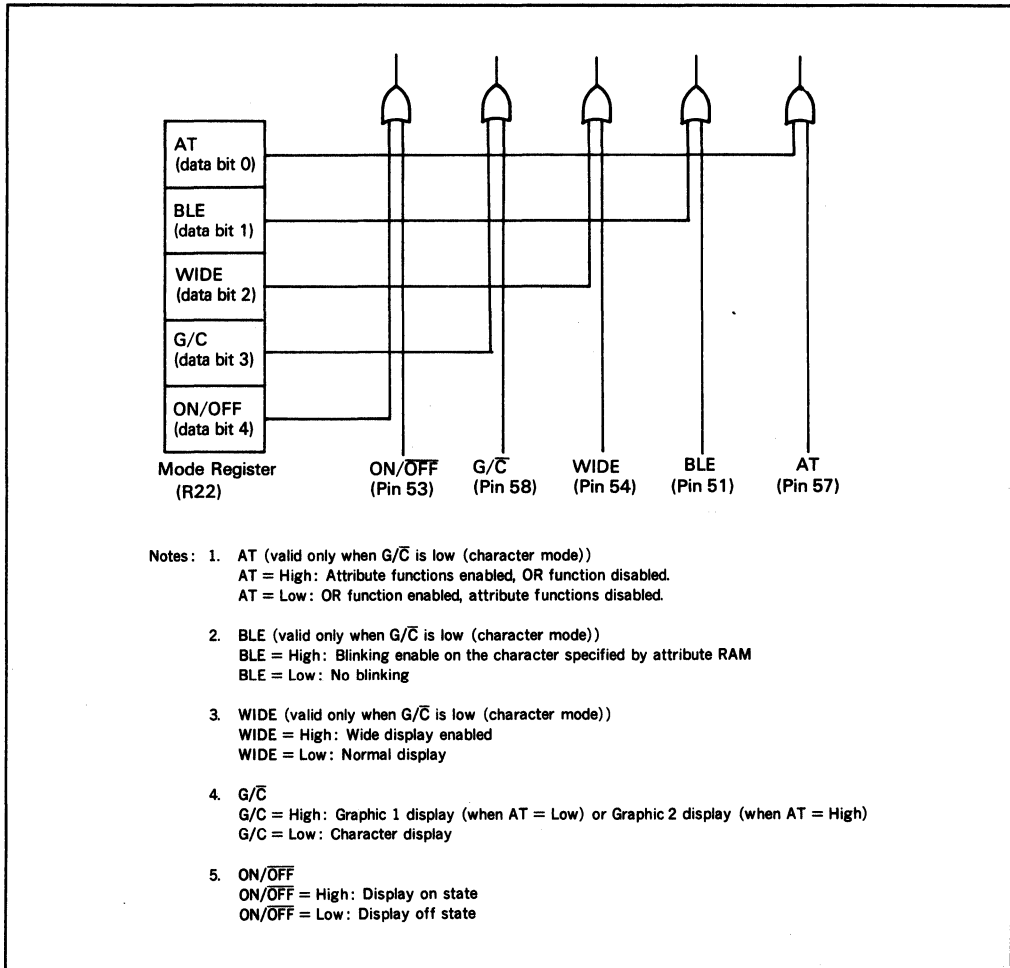 AT
(data bit 0)
BLE
(data bit 1)
WIDE
(data bit 2)
G/C
(data bit 3)
ON/OFF
(data bit 4)
Mode Register
(R22)
ON/O̅F̅F̅
(Pin 53)
G/C̅
(Pin 58)
WIDE
(Pin 54)
BLE
(Pin 51)
AT
(Pin 57)
Notes: 1. AT (valid only when G/C̅ is low (character mode))
AT = High: Attribute functions enabled, OR function disabled.
AT = Low: OR function enabled, attribute functions disabled.
2. BLE (valid only when G/C̅ is low (character mode))
BLE = High: Blinking enable on the character specified by attribute RAM
BLE = Low: No blinking
3. WIDE (valid only when G/C̅ is low (character mode))
WIDE = High: Wide display enabled
WIDE = Low: Normal display
4. G/C̅
G/C = High: Graphic 1 display (when AT = Low) or Graphic 2 display (when AT = High)
G/C = Low: Character display
5. ON/O̅F̅F̅
ON/O̅F̅F̅ = High: Display on state
ON/O̅F̅F̅ = Low: Display off state